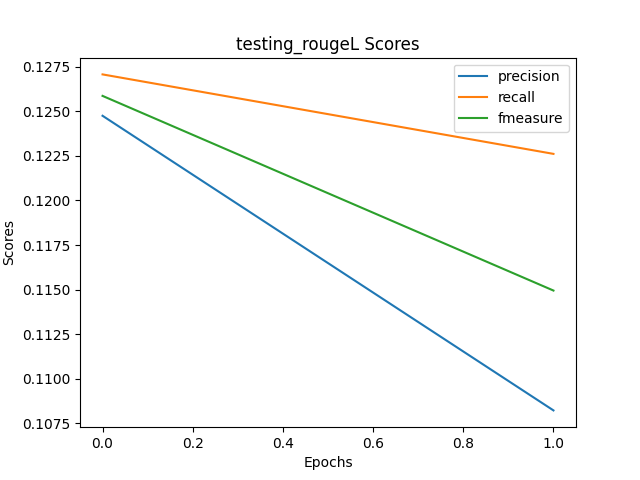 testing_rougeL Scores
precision
recall
fmeasure
Scores
0.1275
0.1250
0.1225
0.1200
0.1175
0.1150
0.1125
0.1100
0.1075
0.0 0.2 0.4 0.6 0.8 1.0
Epochs